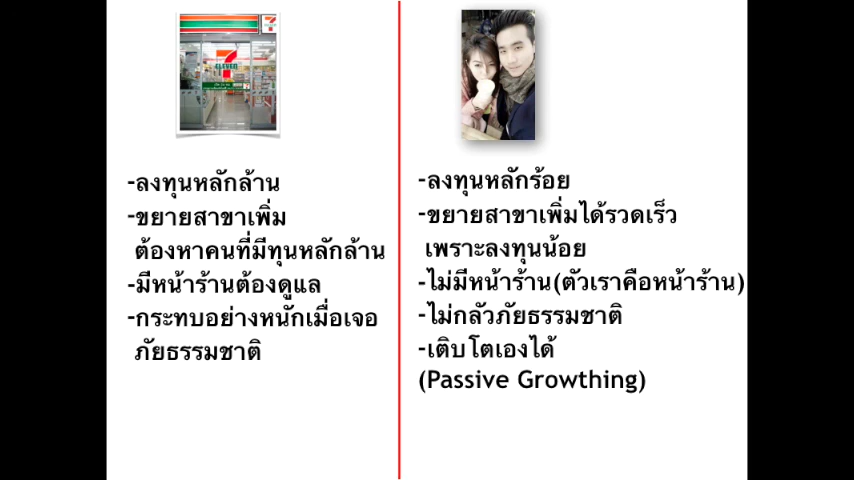 7
ELEVEN
-ลงทุนหลักล้าน
-ขยายสาขาเพิ่ม
ต้องหาคนที่มีทุนหลักล้าน
-มีหน้าร้านต้องดูแล
-กระทบอย่างหนักเมื่อเจอ
ภัยธรรมชาติ
-ลงทุนหลักร้อย
-ขยายสาขาเพิ่มได้รวดเร็ว
เพราะลงทุนน้อย
-ไม่มีหน้าร้าน(ตัวเราคือหน้าร้าน)
-ไม่กลัวภัยธรรมชาติ
-เติบโตเองได้
(Passive Growthing)